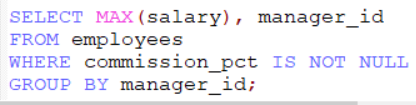 SELECT MAX(salary), manager_id
FROM employees
WHERE commission_pct IS NOT NULL
GROUP BY manager_id;